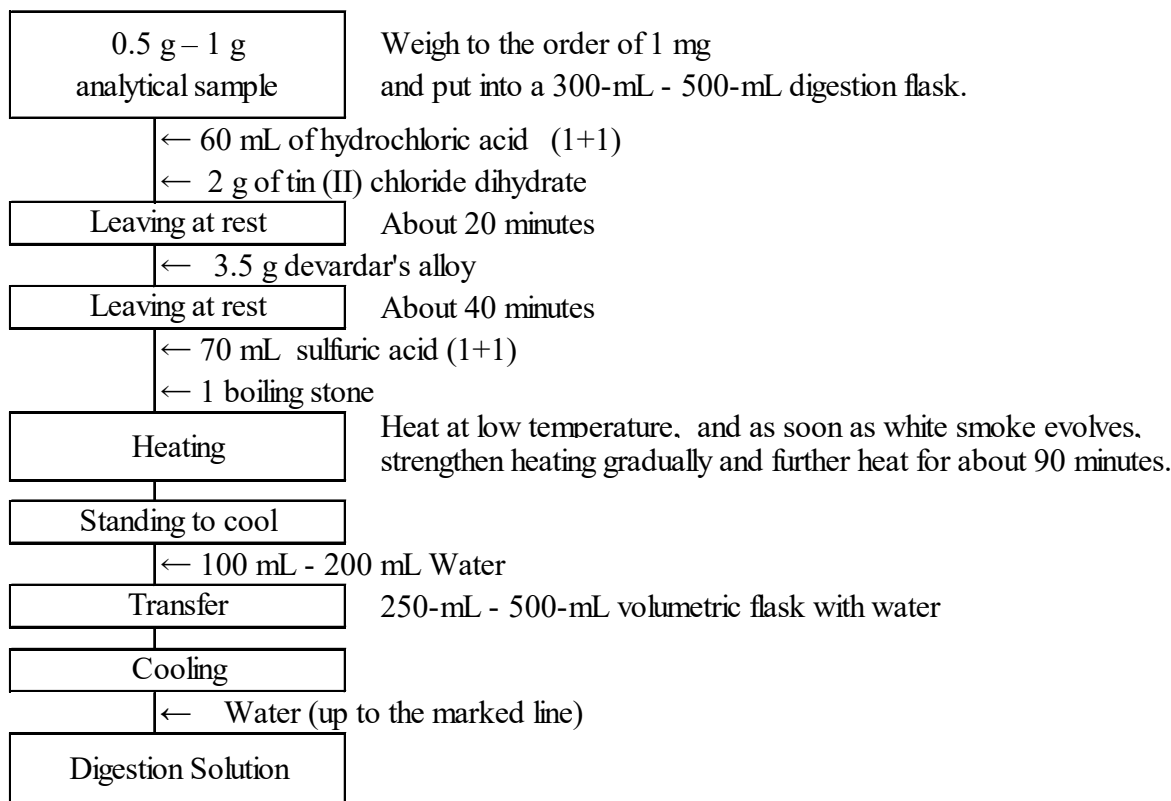 0.5 g – 1 g
analytical sample
Weigh to the order of 1 mg
and put into a 300-mL - 500-mL digestion flask.
← 60 mL of hydrochloric acid (1+1)
← 2 g of tin (II) chloride dihydrate
Leaving at rest
About 20 minutes
← 3.5 g devardar's alloy
Leaving at rest
About 40 minutes
← 70 mL sulfuric acid (1+1)
← 1 boiling stone
Heating
Heat at low temperature, and as soon as white smoke evolves,
strengthen heating gradually and further heat for about 90 minutes.
Standing to cool
← 100 mL - 200 mL Water
Transfer
250-mL - 500-mL volumetric flask with water
Cooling
← Water (up to the marked line)
Digestion Solution